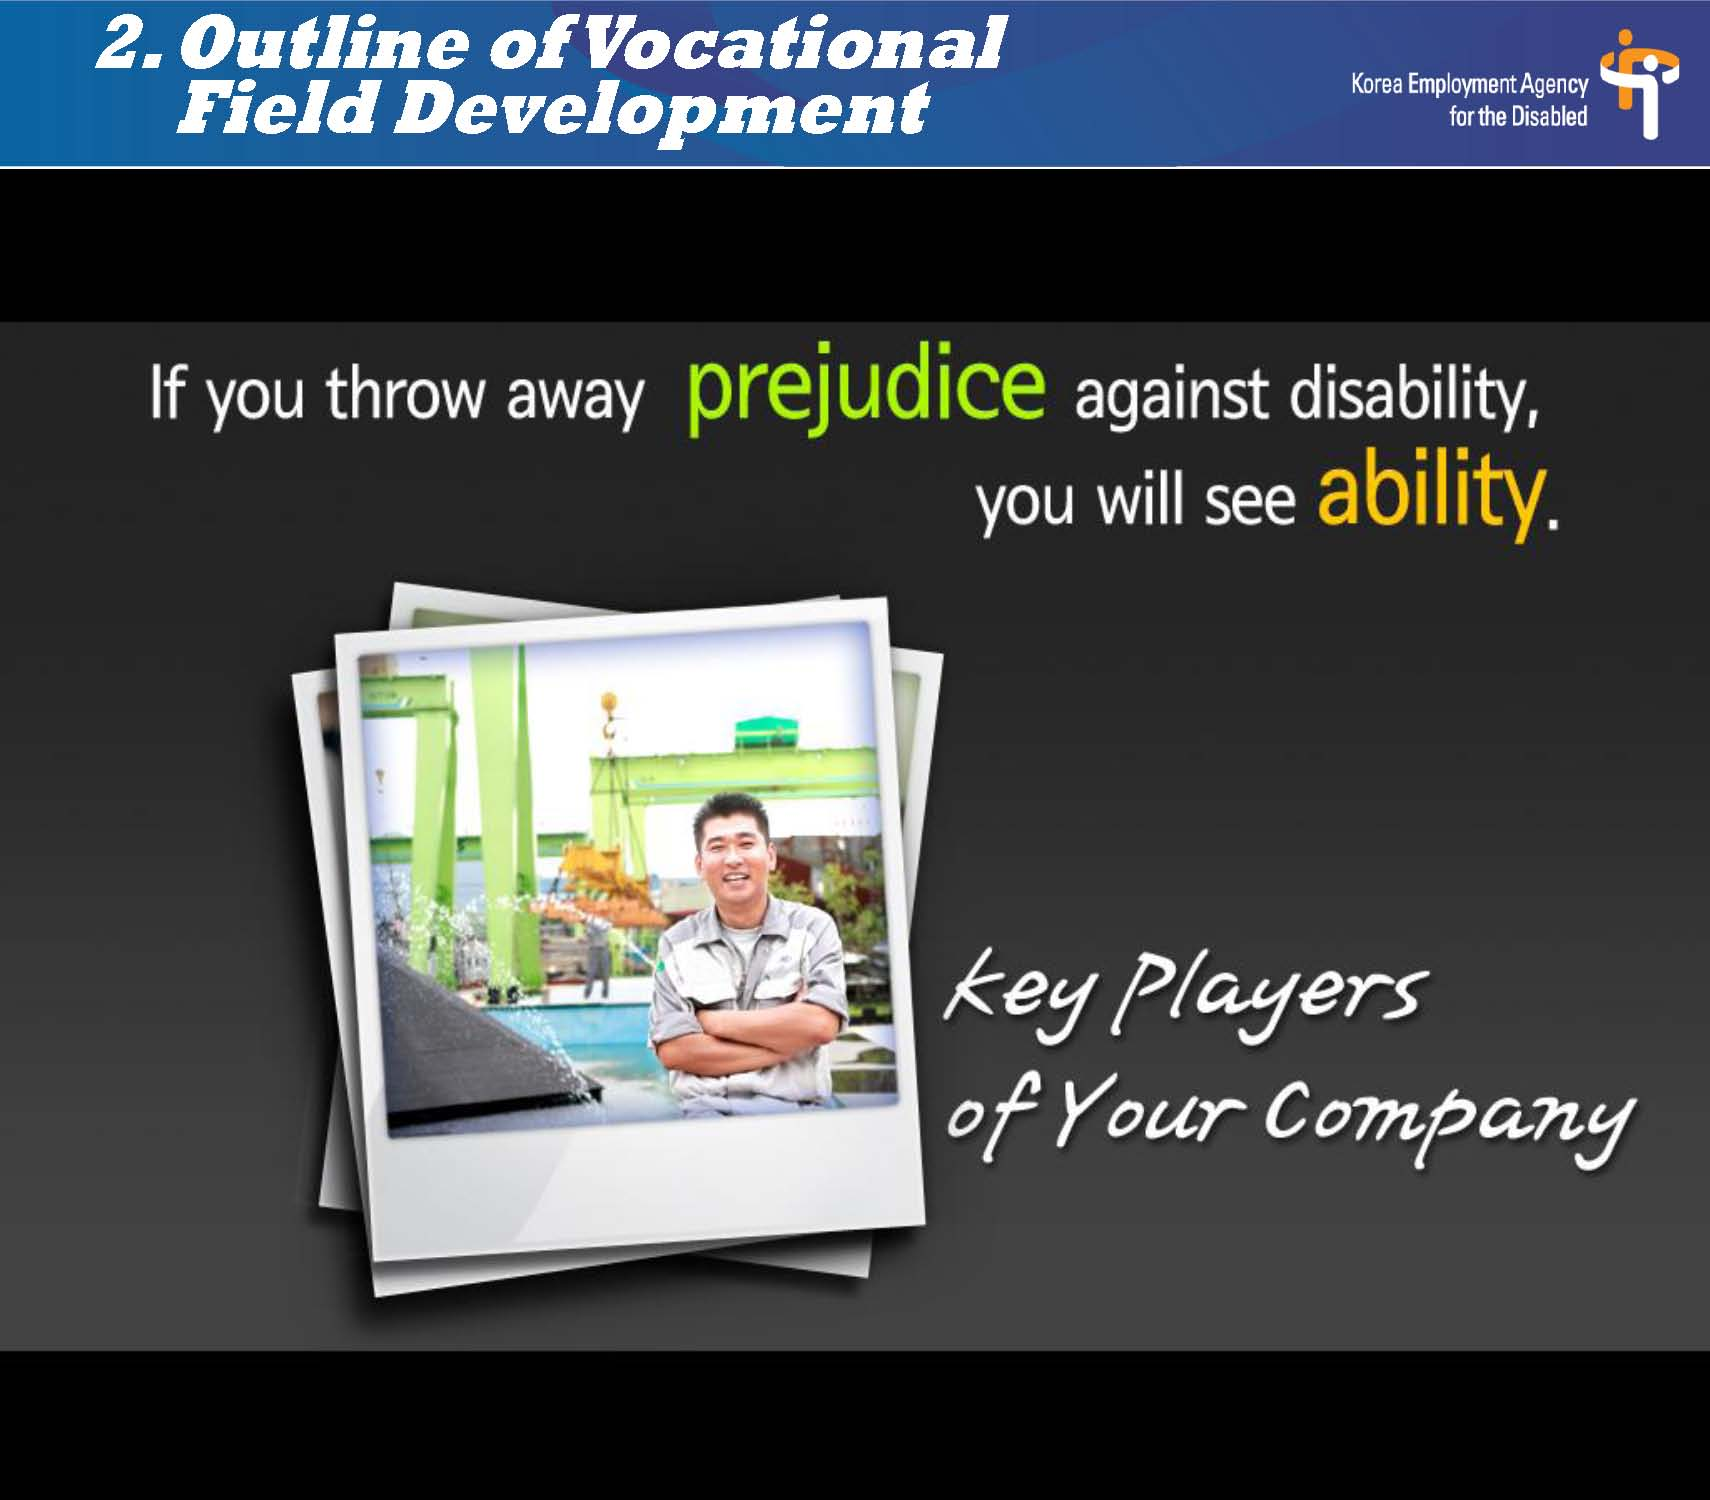 2. Outline of Vocational
Field Development
Korea Employment Agency
for the Disabled
If you throw away prejudice against disability,
you will see ability.
Key Players
of Your Company